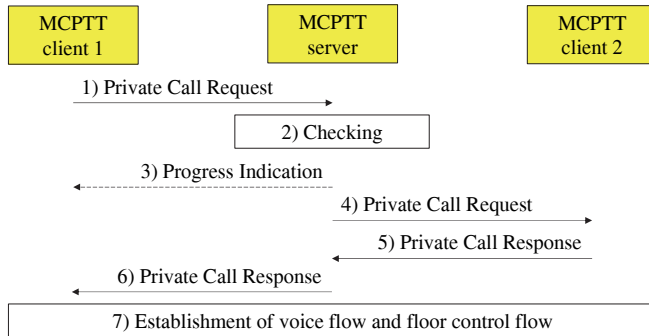 MCPTT
client 1
MCPTT
server
MCPTT
client 2
1) Private Call Request
2) Checking
3) Progress Indication
4) Private Call Request
5) Private Call Response
6) Private Call Response
7) Establishment of voice flow and floor control flow